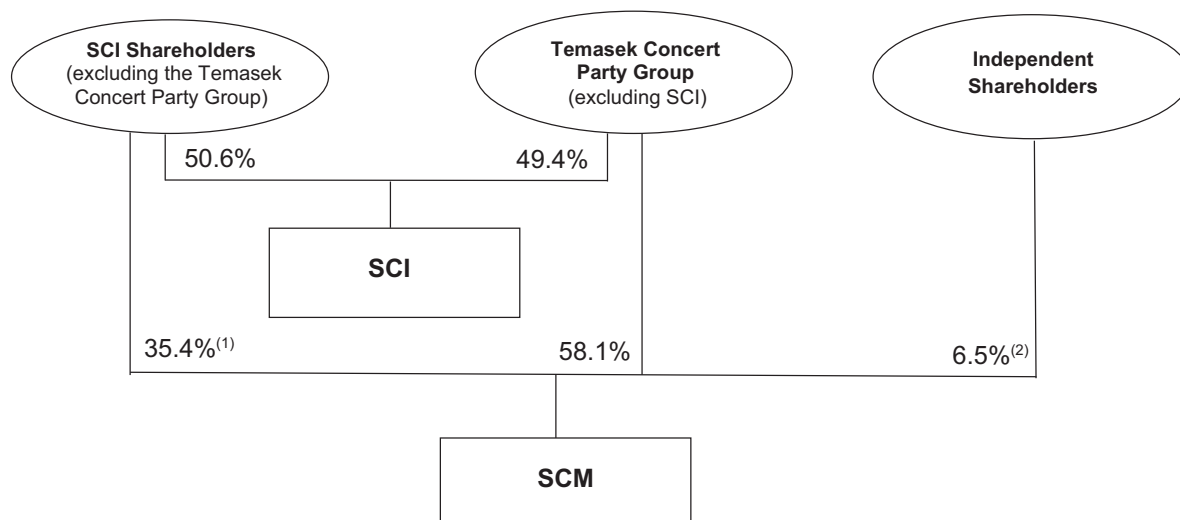 SCI Shareholders
(excluding the Temasek
Concert Party Group)
Temasek Concert
Party Group
(excluding SCI)
Independent
Shareholders
50.6%
49.4%
SCI
35.4%(1)
58.1%
6.5%(2)
SCM